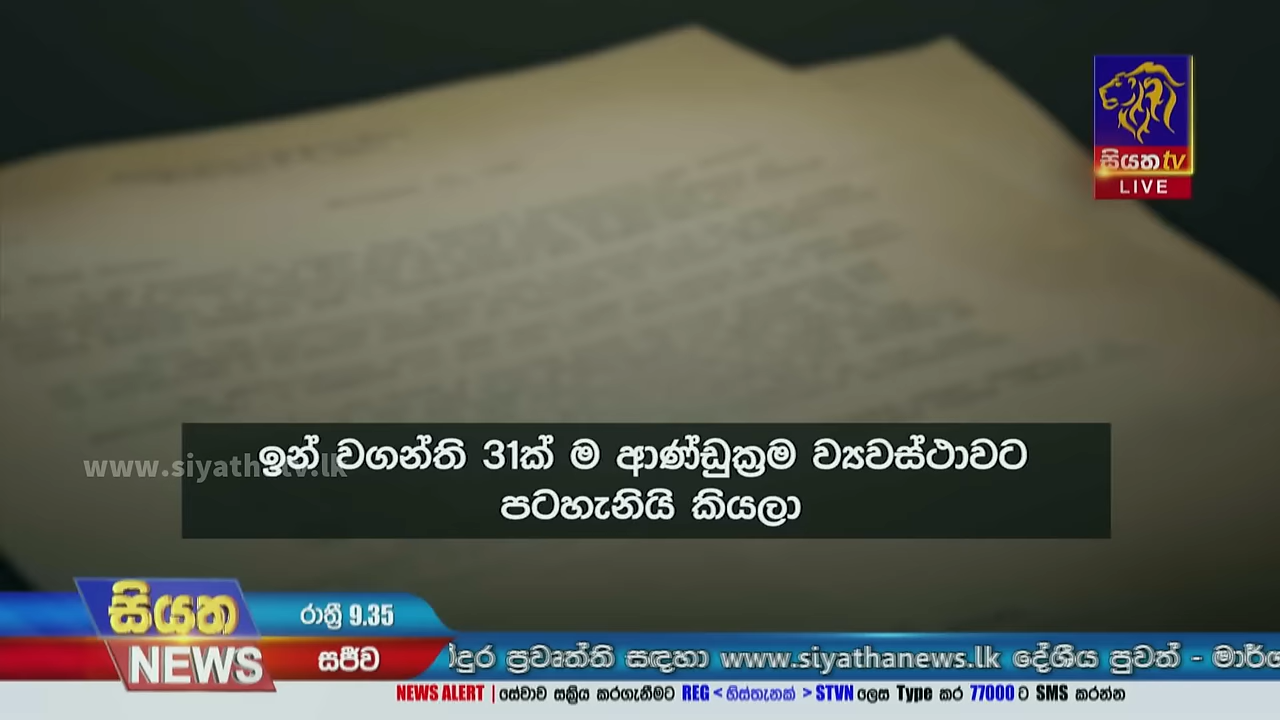 සියත tv
LIVE
www.siyathatv.lk
ඉන් වගන්ති 31ක් ම ආණ්ඩුක්‍රම ව්‍යවස්ථාවට
පටහැනියි කියලා
සියත
NEWS
රාත්‍රී 9.35
සජීව
ප්‍රවෘත්ති සඳහා www.siyathanews.lk දේශීය පුවත් -
NEWS ALERT | සේවාව සක්‍රිය කරගැනීමට REG < හිස්තැනක් > STVN ලෙස Type කර 77000 ට SMS කරන්න